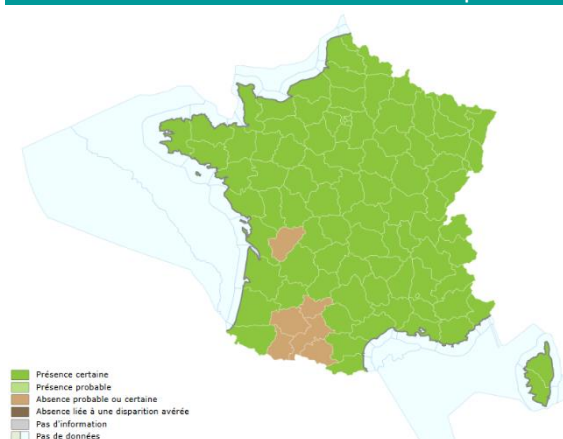 Présence certaine
Présence probable
Absence probable ou certaine
Absence liée à une disparition avérée
Pas d'information
Pas de données